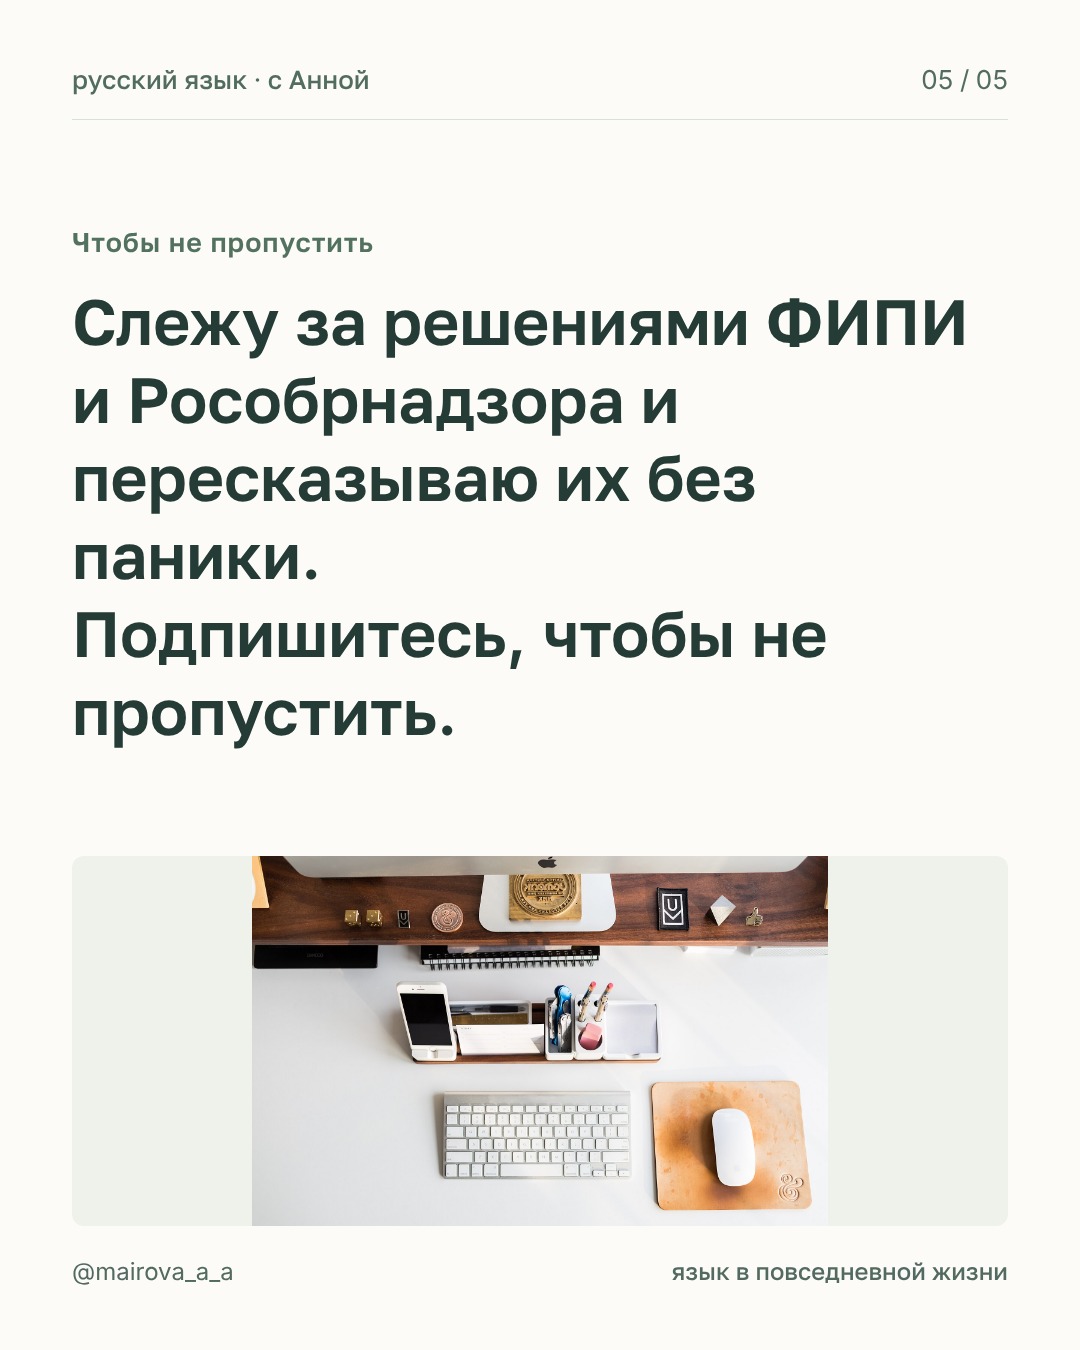 русский язык · с Анной
05 / 05
Чтобы не пропустить
Слежу за решениями ФИПИ
и Рособрнадзора и
пересказываю их без
паники.
Подпишитесь, чтобы не
пропустить.
@mairova_a_a
язык в повседневной жизни